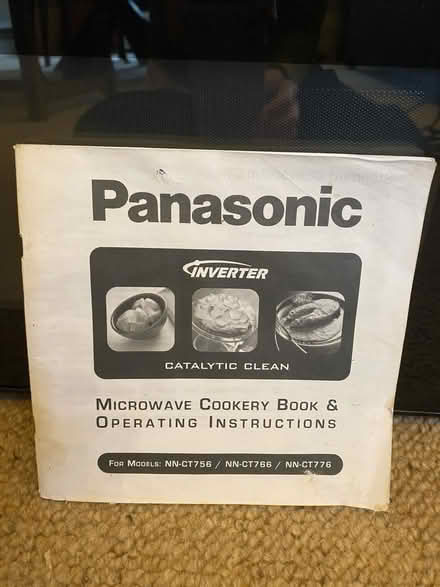 Panasonic
INVERTER
CATALYTIC CLEAN
MICROWAVE COOKERY BOOK &
OPERATING INSTRUCTIONS
FOR MODELS: NN-CT756 / NN-CT766 / NN-CT776